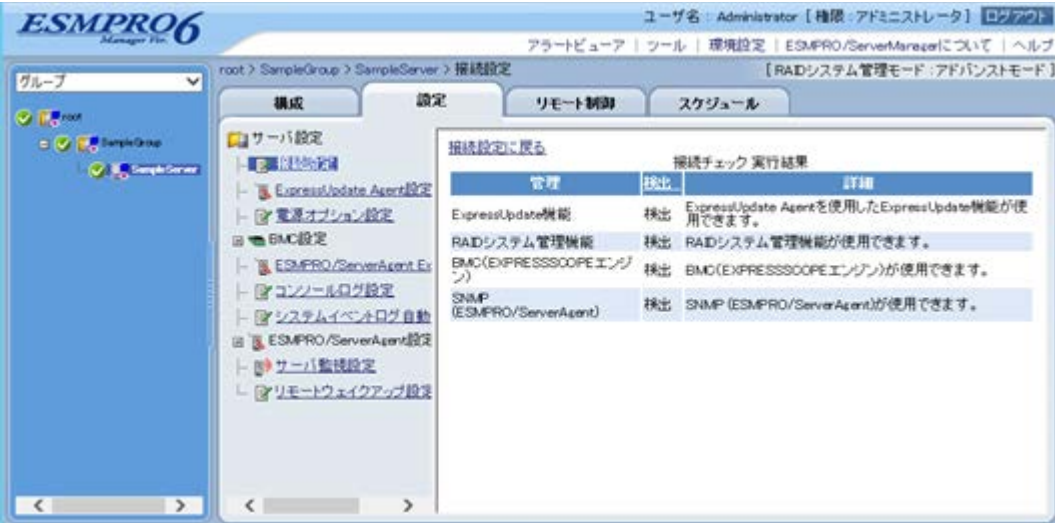 ESMPRO6
Manager Ver.
ユーザ名 : Administrator [ 権限 : アドミニストレータ ] ログアウト
アラートビューア | ツール | 環境設定 | ESMPRO/ServerManagerについて | ヘルプ
グループ
root
SampleGroup
SampleServer
root > SampleGroup > SampleServer > 接続設定
[ RAIDシステム管理モード : アドバンストモード ]
構成 設定 リモート制御 スケジュール
サーバ設定
接続設定
ExpressUpdate Agent設定
電源オプション設定
BMC設定
ESMPRO/ServerAgent Ex
コンソールログ設定
システムイベントログ自動
ESMPRO/ServerAgent設定
サーバ監視設定
リモートウェイクアップ設定
接続設定に戻る
接続チェック 実行結果
管理 検出 詳細
ExpressUpdate機能 検出 ExpressUpdate Agentを使用したExpressUpdate機能が使
用できます。
RAIDシステム管理機能 検出 RAIDシステム管理機能が使用できます。
BMC(EXPRESSSCOPEエンジ
ン) 検出 BMC(EXPRESSSCOPEエンジン)が使用できます。
SNMP
(ESMPRO/ServerAgent) 検出 SNMP (ESMPRO/ServerAgent)が使用できます。